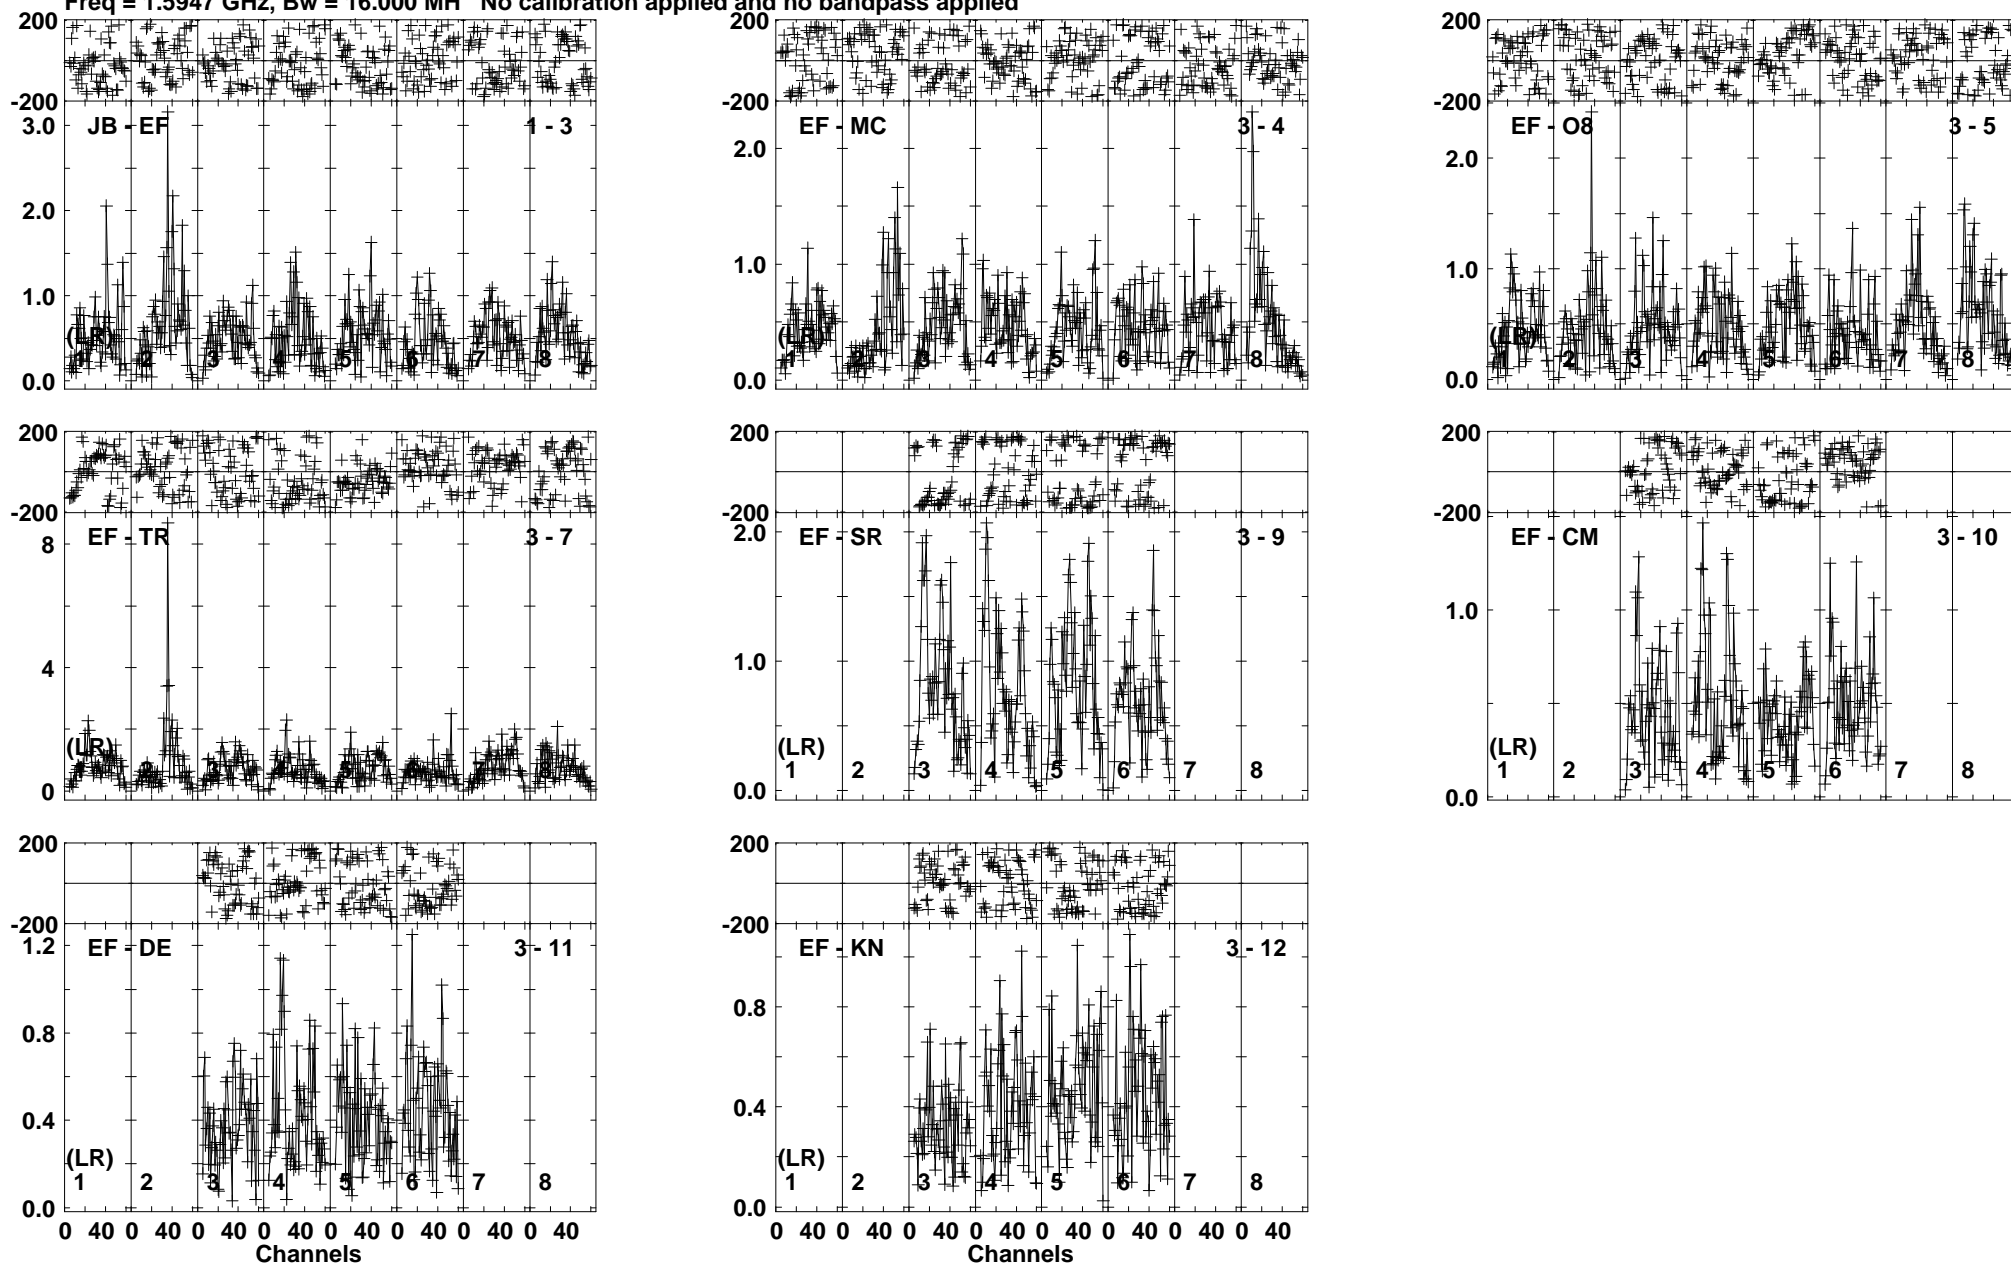 Freq = 1.5947 GHz, Bw = 16.000 MH No calibration applied and no bandpass applied
200 200 200
-200 -200 -200
JB - EF 1 - 3 EF - MC 3 - 4 EF - O8 3 - 5
3.0 2.0 2.0
2.0 1.0 1.0
1.0
(LR) (LR) (LR)
1 2 3 4 5 6 7 8 1 2 3 4 5 6 7 8 1 2 3 4 5 6 7 8
0.0 0.0 0.0
200 200 200
-200 -200 -200
EF - TR 3 - 7 EF - SR 3 - 9 EF - CM 3 - 10
8 2.0 1.0
4 1.0
(LR) (LR) (LR)
1 2 3 4 5 6 7 8 1 2 3 4 5 6 7 8 1 2 3 4 5 6 7 8
0 0.0 0.0
200 200
-200 -200
EF - DE 3 - 11 EF - KN 3 - 12
1.2 0.8
0.8 0.4
0.4
(LR) (LR)
1 2 3 4 5 6 7 8 1 2 3 4 5 6 7 8
0.0 0.0
0 40 0 40 0 40 0 40 0 40 0 40 0 40 0 40 0 40 0 40 0 40 0 40 0 40 0 40 0 40 0 40
Channels Channels